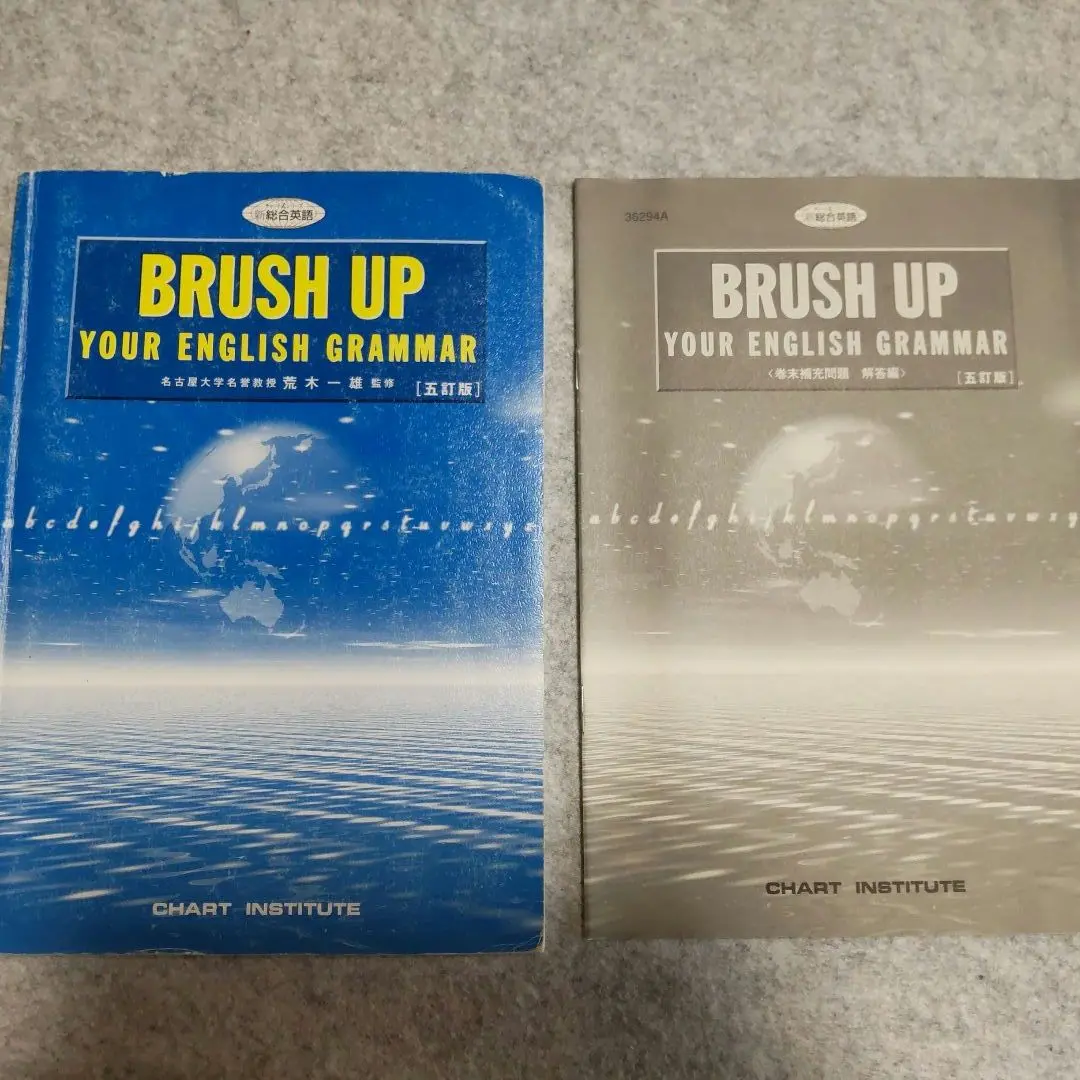 新総合英語
BRUSH UP
YOUR ENGLISH GRAMMAR
名古屋大学名誉教授 荒木一雄 監修
[五訂版]
abcdefghijklmnopqrstuvwxyz
CHART INSTITUTE
36294A
新総合英語
BRUSH UP
YOUR ENGLISH GRAMMAR
〈巻末補充問題 解答編〉
[五訂版]
abcdefghijklmnopqrstuvwxy
CHART INSTITUTE